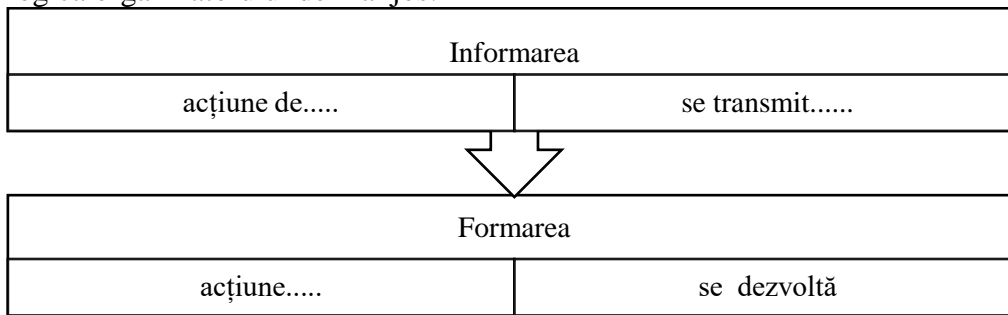 Informarea
acțiune de.....
se transmit......
Formarea
acțiune.....
se dezvoltă